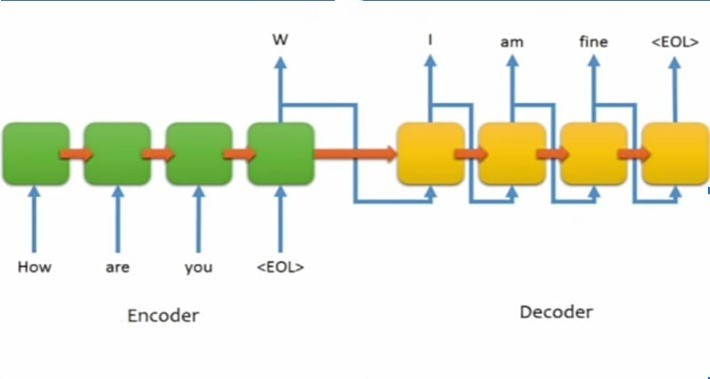 W I am fine <EOL>
How are you <EOL>
Encoder Decoder